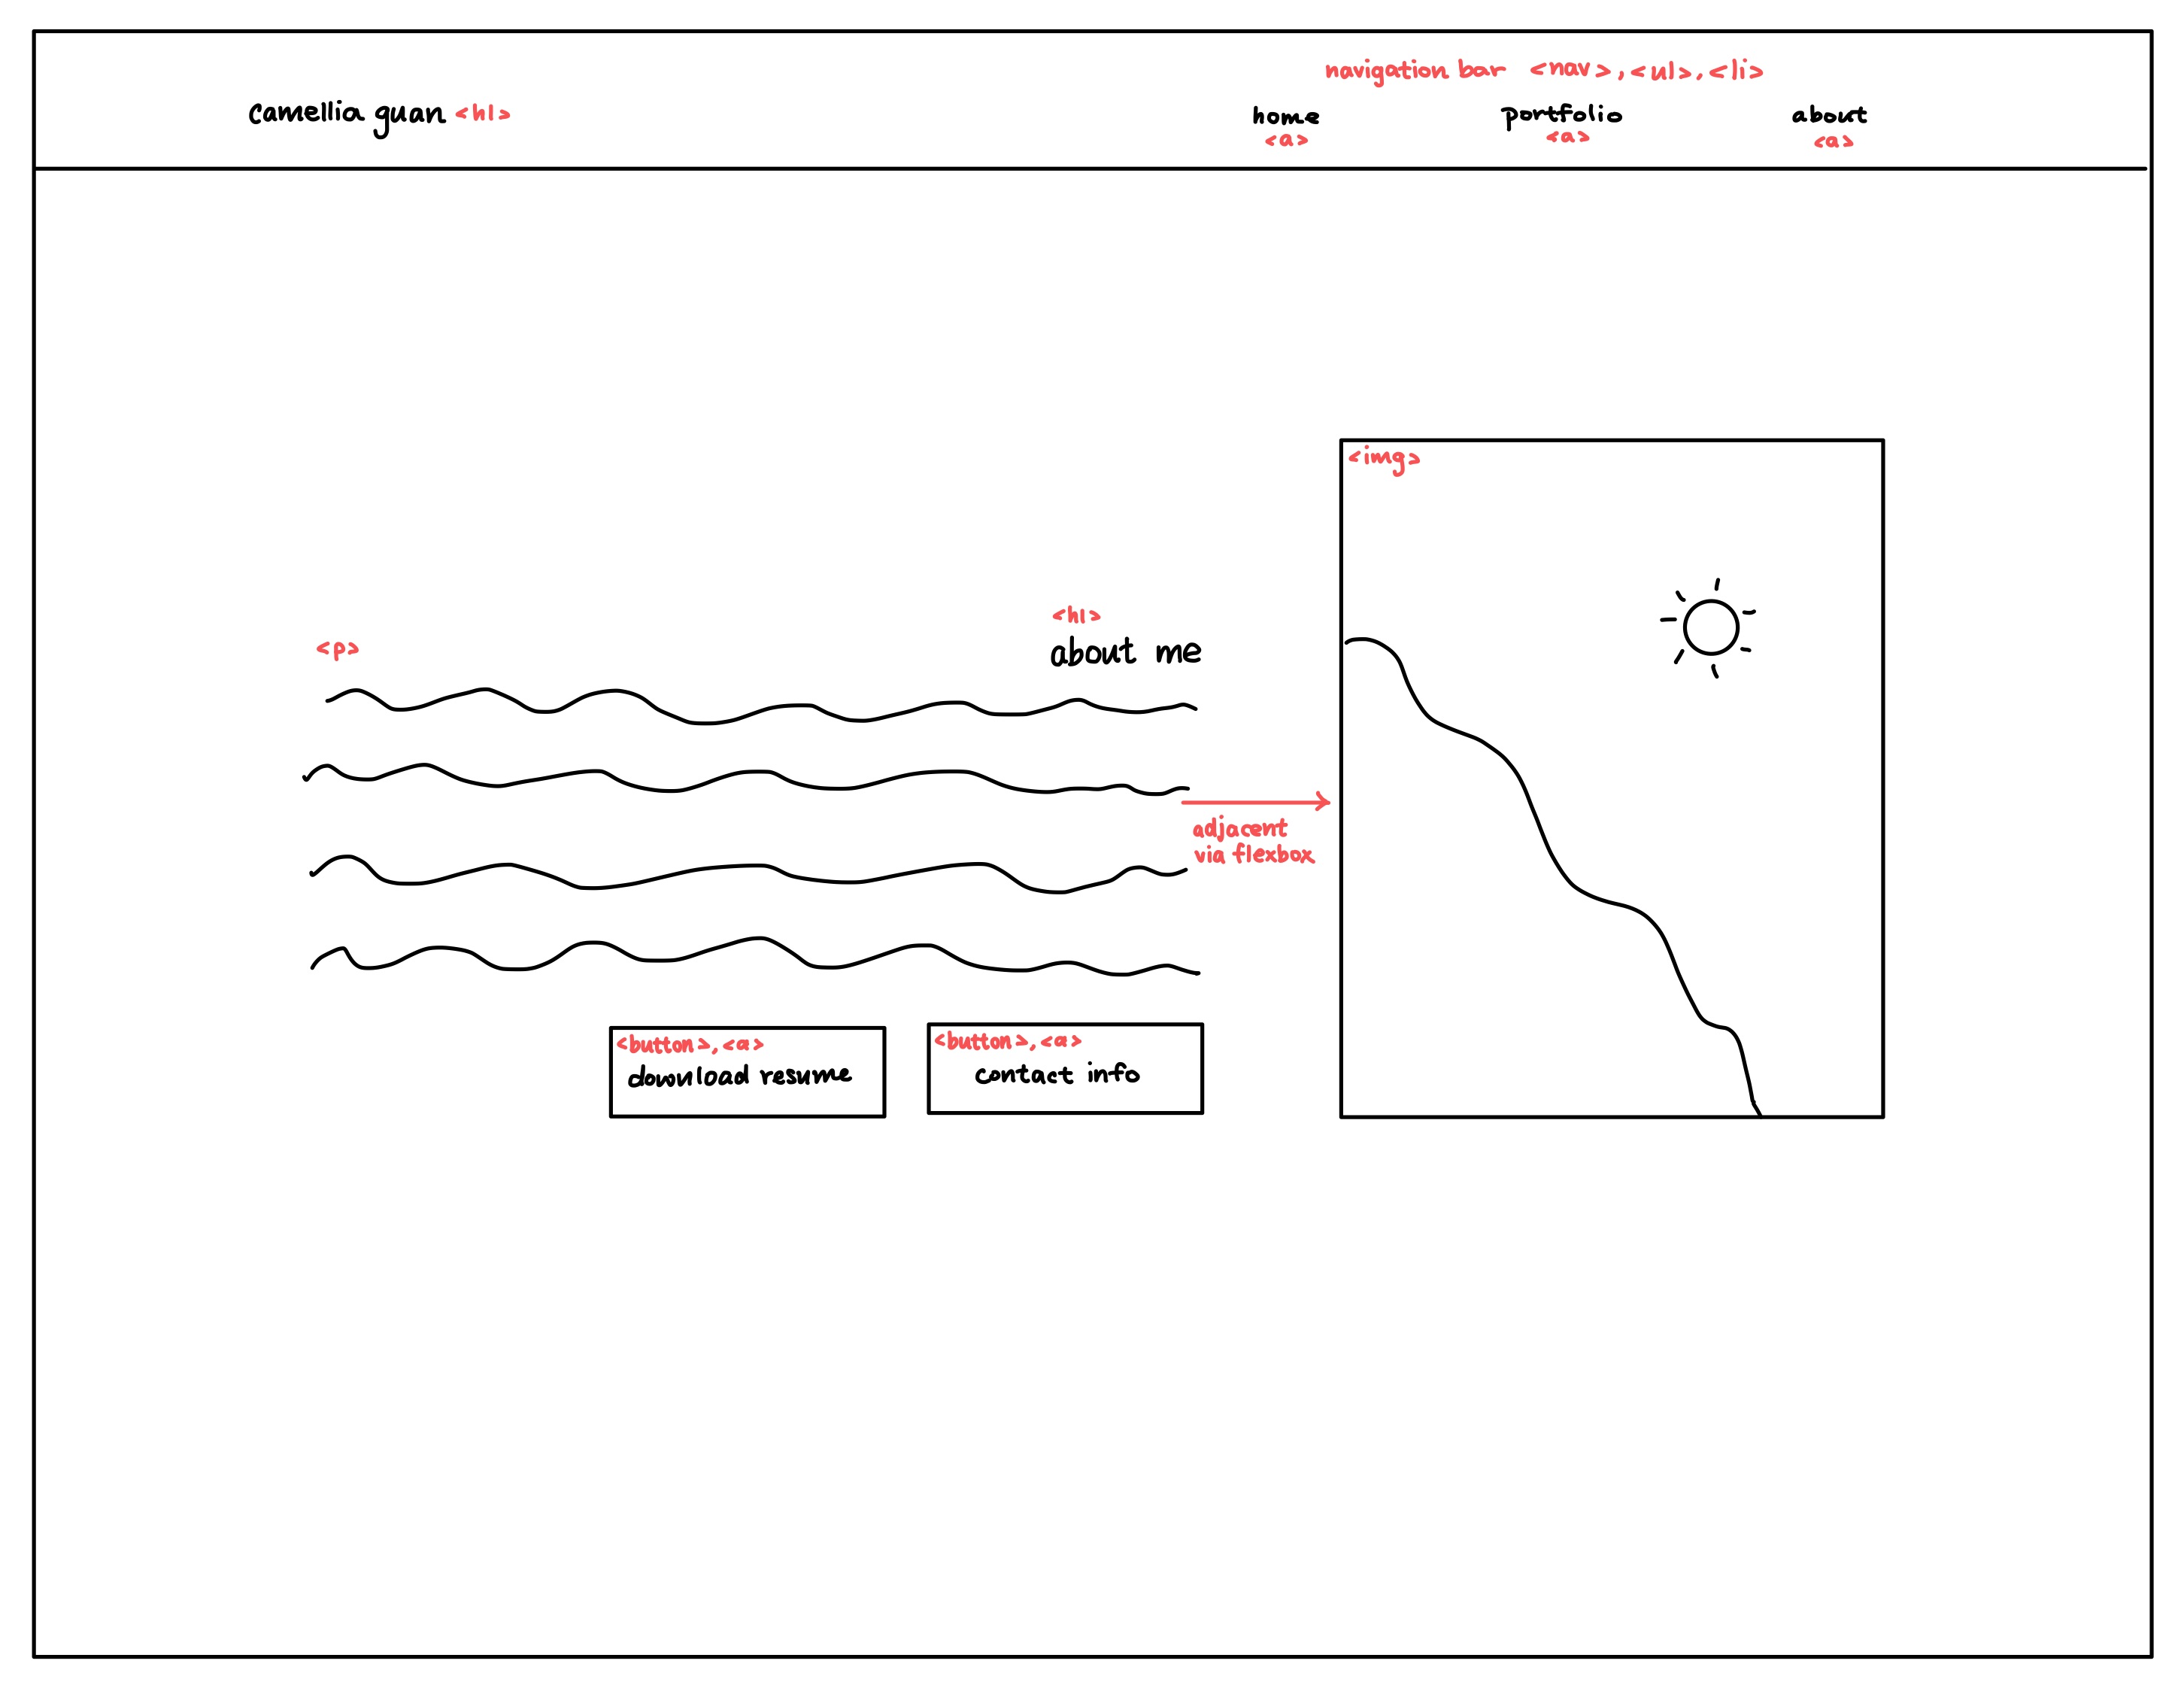 navigation bar <nav>, <ul>, <li>
camellia guan <h1>
home
portfolio
about
<a>
<a>
<a>
<img>
<h1>
about me
<p>
adjacent
via flexbox
<button>, <a>
download resume
<button>, <a>
contact info